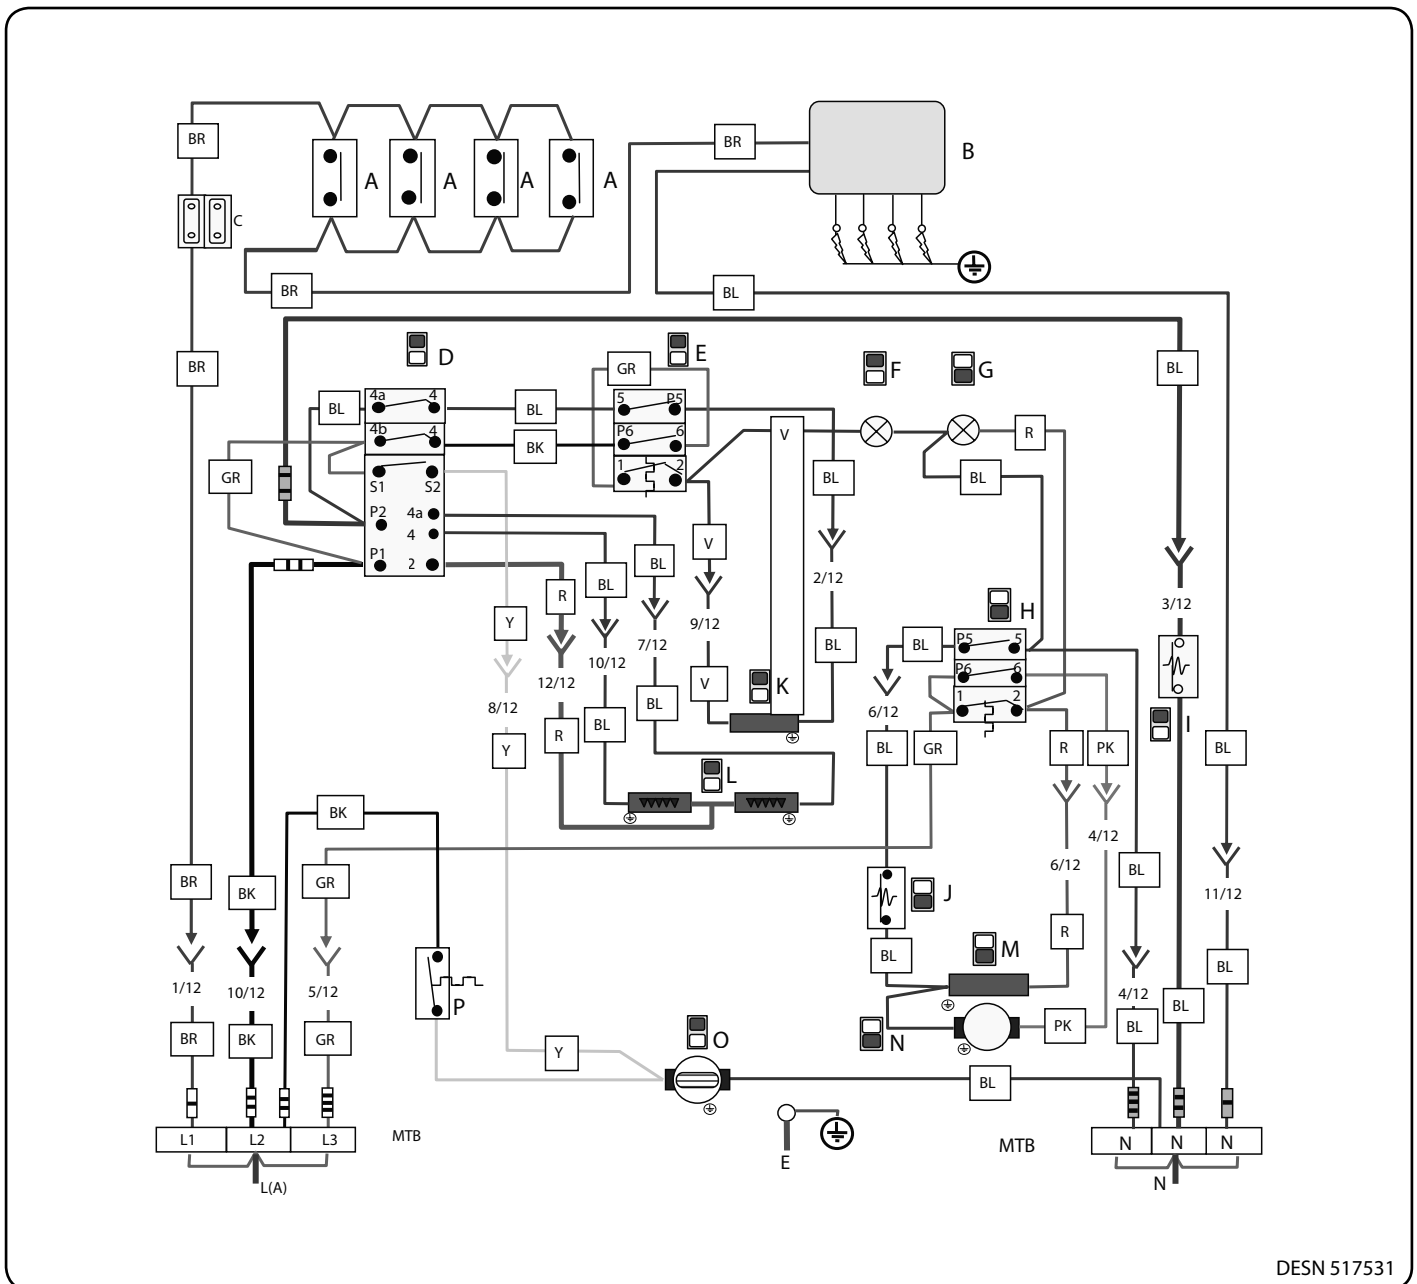 BR
BR
B
A
A
A
A
C
BR
BL
D
E
F
G
BR
GR
BL
4a
4
BL
BL
5
P5
4b
4
BK
P6
6
V
R
GR
S1
S2
1
2
BL
BL
P2
4a
4
P1
2
V
BL
R
BL
2/12
3/12
Y
9/12
BL
H
7/12
10/12
12/12
BL
P5
5
P6
6
V
K
1
2
8/12
BL
6/12
I
Y
R
BL
BL
GR
R
PK
BL
L
BK
4/12
6/12
BL
BR
GR
BK
J
11/12
R
BL
M
BL
1/12
10/12
5/12
P
4/12
BL
BR
BK
GR
Y
O
N
PK
BL
BL
L1
L2
L3
MTB
MTB
N
N
N
E
L(A)
N
DESN 517531